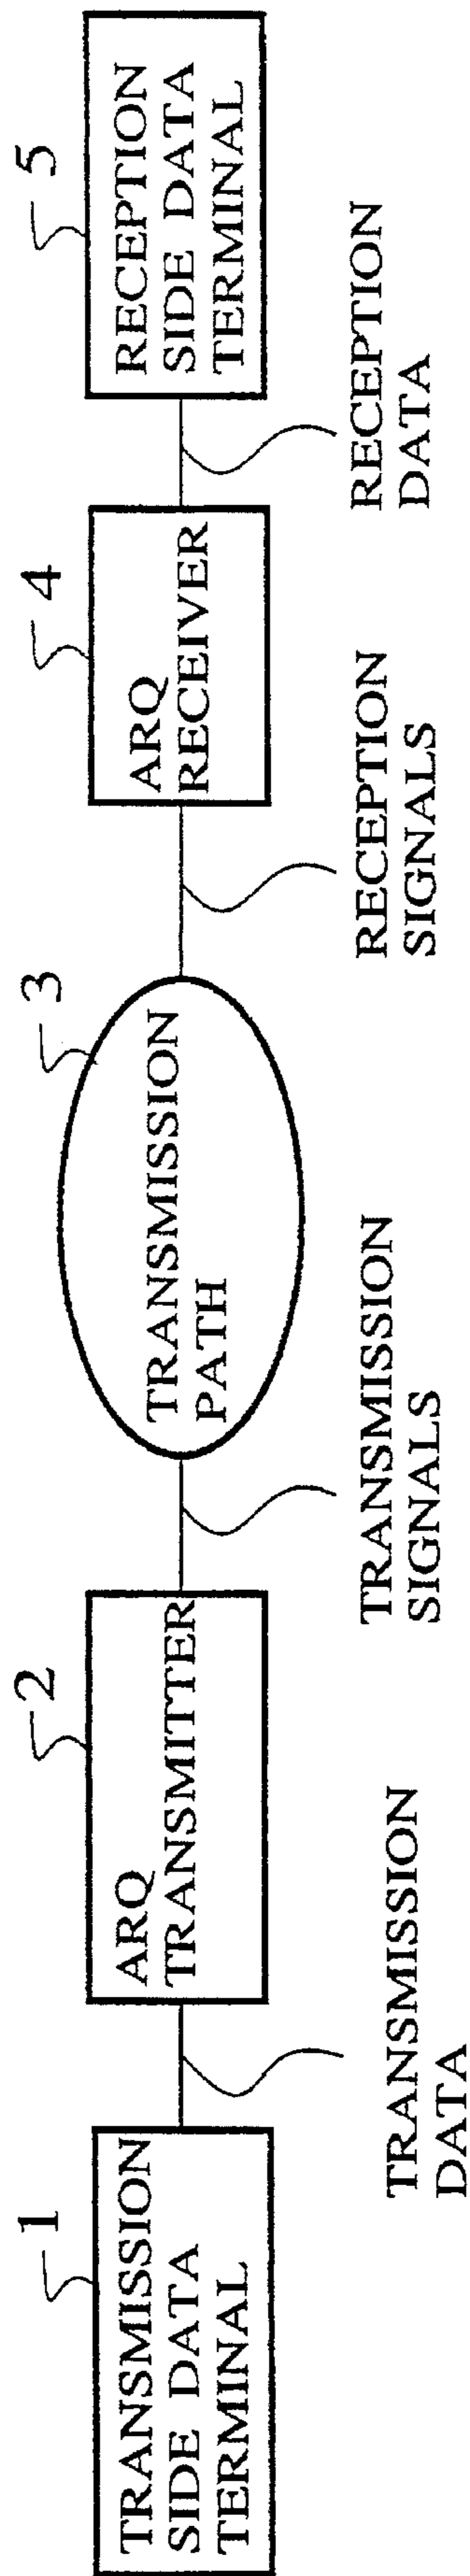 1
TRANSMISSION
SIDE DATA
TERMINAL
TRANSMISSION
DATA
2
ARQ
TRANSMITTER
TRANSMISSION
SIGNALS
3
TRANSMISSION
PATH
RECEPTION
SIGNALS
4
ARQ
RECEIVER
RECEPTION
DATA
5
RECEPTION
SIDE DATA
TERMINAL